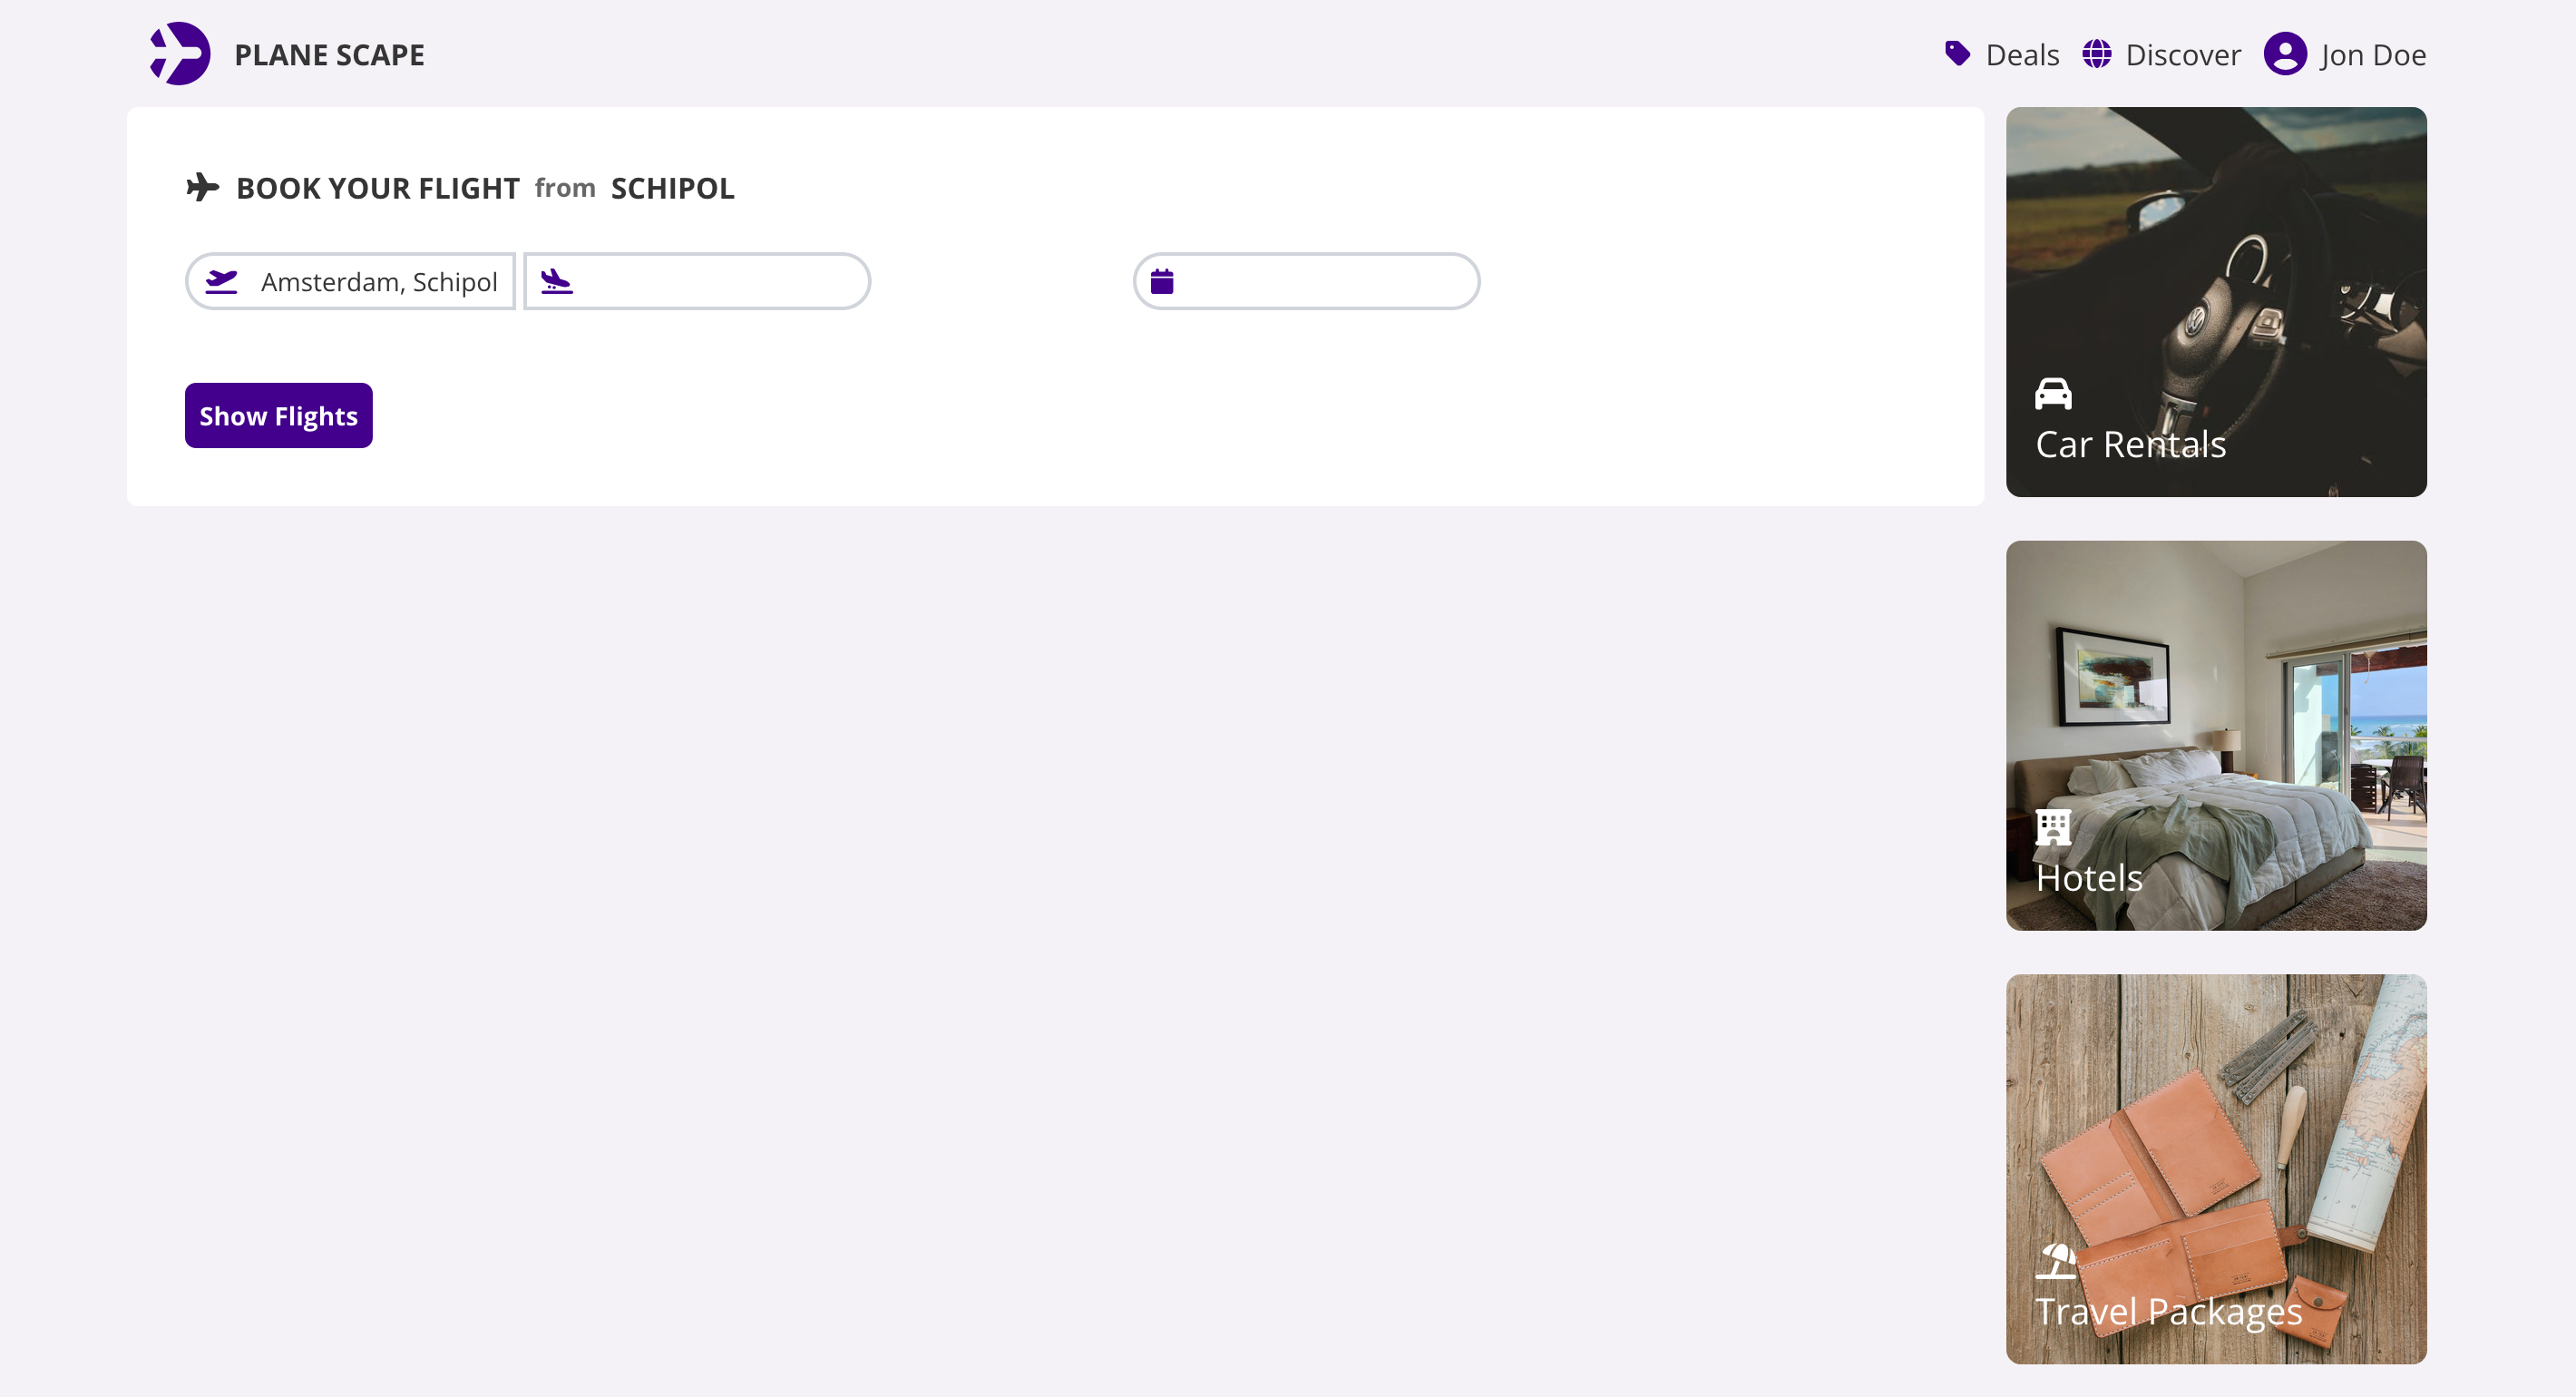 PLANE SCAPE
Deals
Discover
Jon Doe
BOOK YOUR FLIGHT from SCHIPOL
Amsterdam, Schipol
Show Flights
Car Rentals
Hotels
Travel Packages